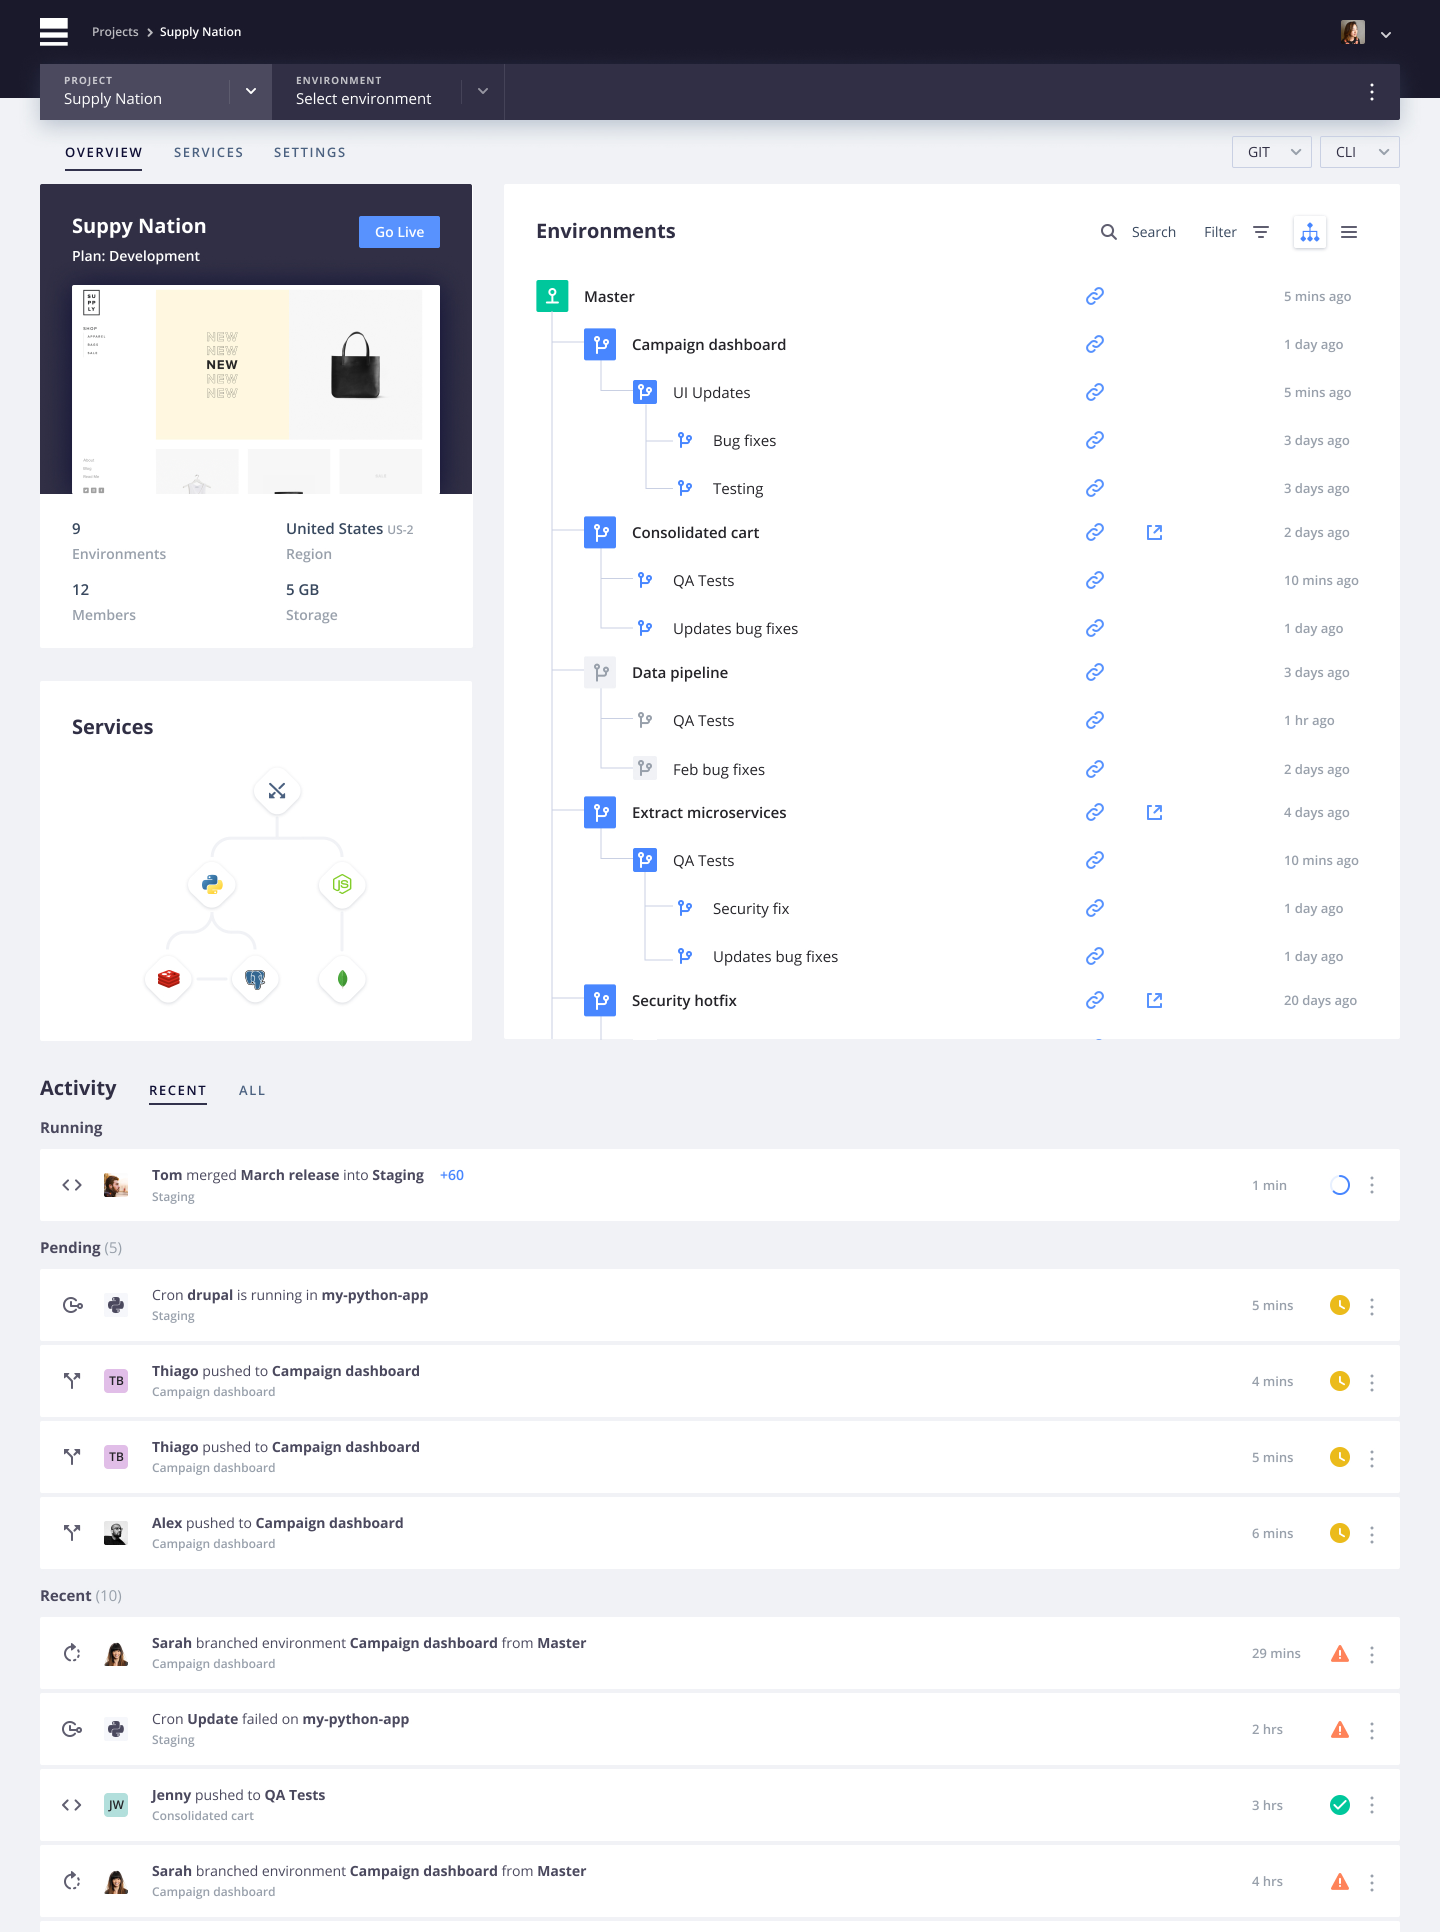 Projects > Supply Nation
PROJECT
Supply Nation
ENVIRONMENT
Select environment
OVERVIEW
SERVICES
SETTINGS
GIT
CLI
Suppy Nation
Go Live
Plan: Development
SU
PP
LY
SHOP
APPAREL
BAGS
SALE
NEW
NEW
NEW
NEW
NEW
About
Blog
9
Environments
United States US-2
Region
12
Members
5 GB
Storage
Services
JS
Environments
Search
Filter
Master
5 mins ago
Campaign dashboard
1 day ago
UI Updates
5 mins ago
Bug fixes
3 days ago
Testing
3 days ago
Consolidated cart
2 days ago
QA Tests
10 mins ago
Updates bug fixes
1 day ago
Data pipeline
3 days ago
QA Tests
1 hr ago
Feb bug fixes
2 days ago
Extract microservices
4 days ago
QA Tests
10 mins ago
Security fix
1 day ago
Updates bug fixes
1 day ago
Security hotfix
20 days ago
Activity
RECENT
ALL
Running
Tom merged March release into Staging +60
Staging
1 min
Pending (5)
Cron drupal is running in my-python-app
Staging
5 mins
TB
Thiago pushed to Campaign dashboard
Campaign dashboard
4 mins
TB
Thiago pushed to Campaign dashboard
Campaign dashboard
5 mins
Alex pushed to Campaign dashboard
Campaign dashboard
6 mins
Recent (10)
Sarah branched environment Campaign dashboard from Master
Campaign dashboard
29 mins
Cron Update failed on my-python-app
Staging
2 hrs
JW
Jenny pushed to QA Tests
Consolidated cart
3 hrs
Sarah branched environment Campaign dashboard from Master
Campaign dashboard
4 hrs